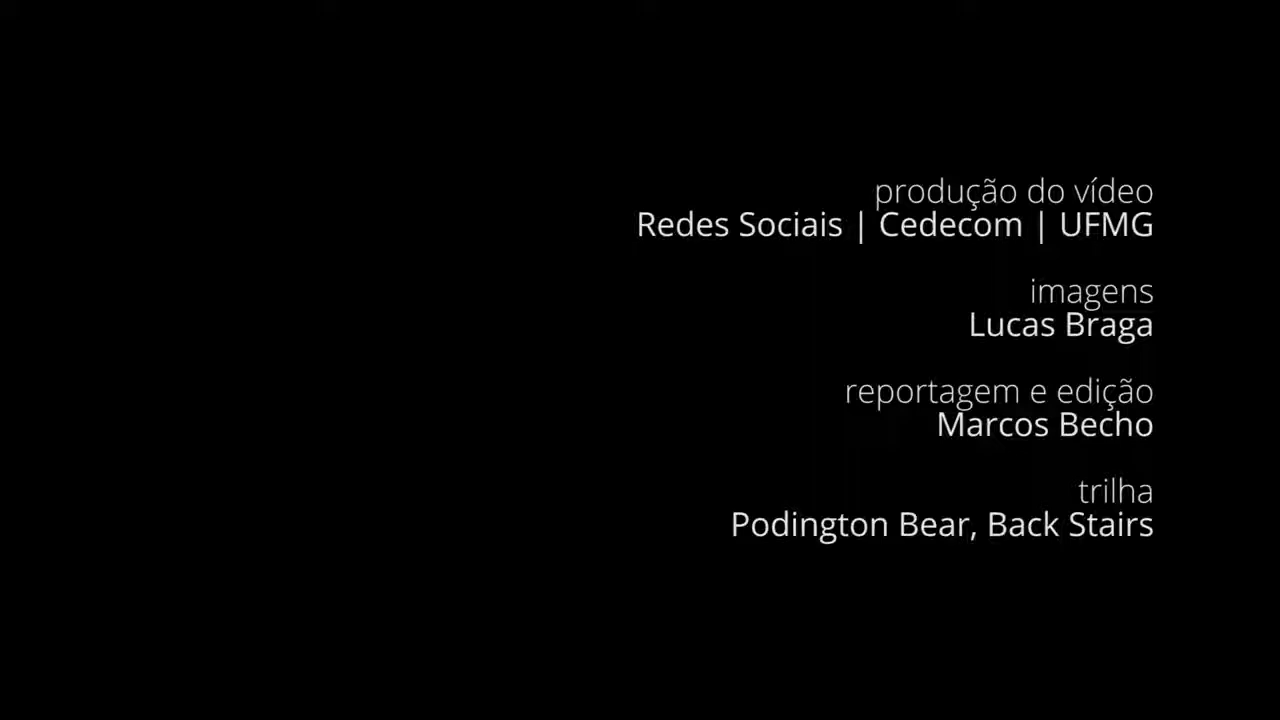 produção do vídeo
Redes Sociais | Cedecom | UFMG
imagens
Lucas Braga
reportagem e edição
Marcos Becho
trilha
Podington Bear, Back Stairs